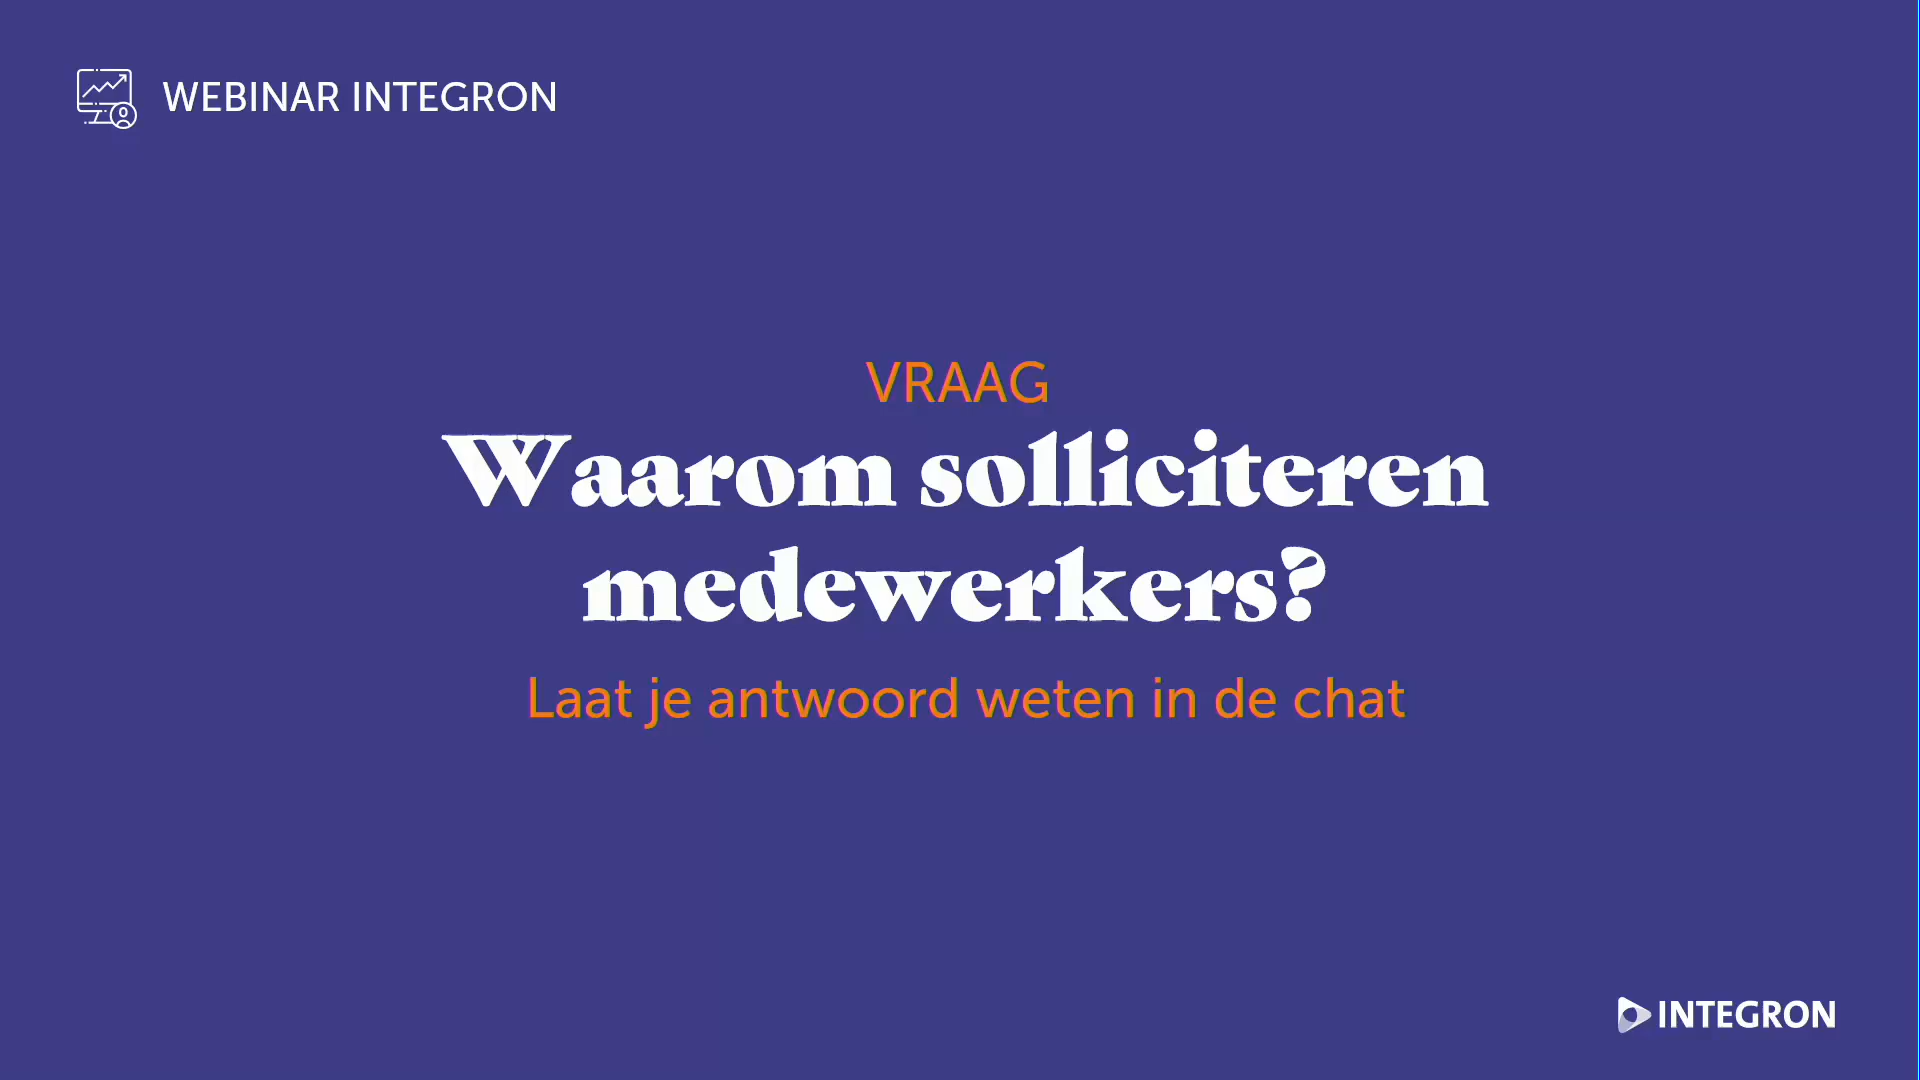 WEBINAR INTEGRON
VRAAG
Waarom solliciteren
medewerkers?
Laat je antwoord weten in de chat
INTEGRON